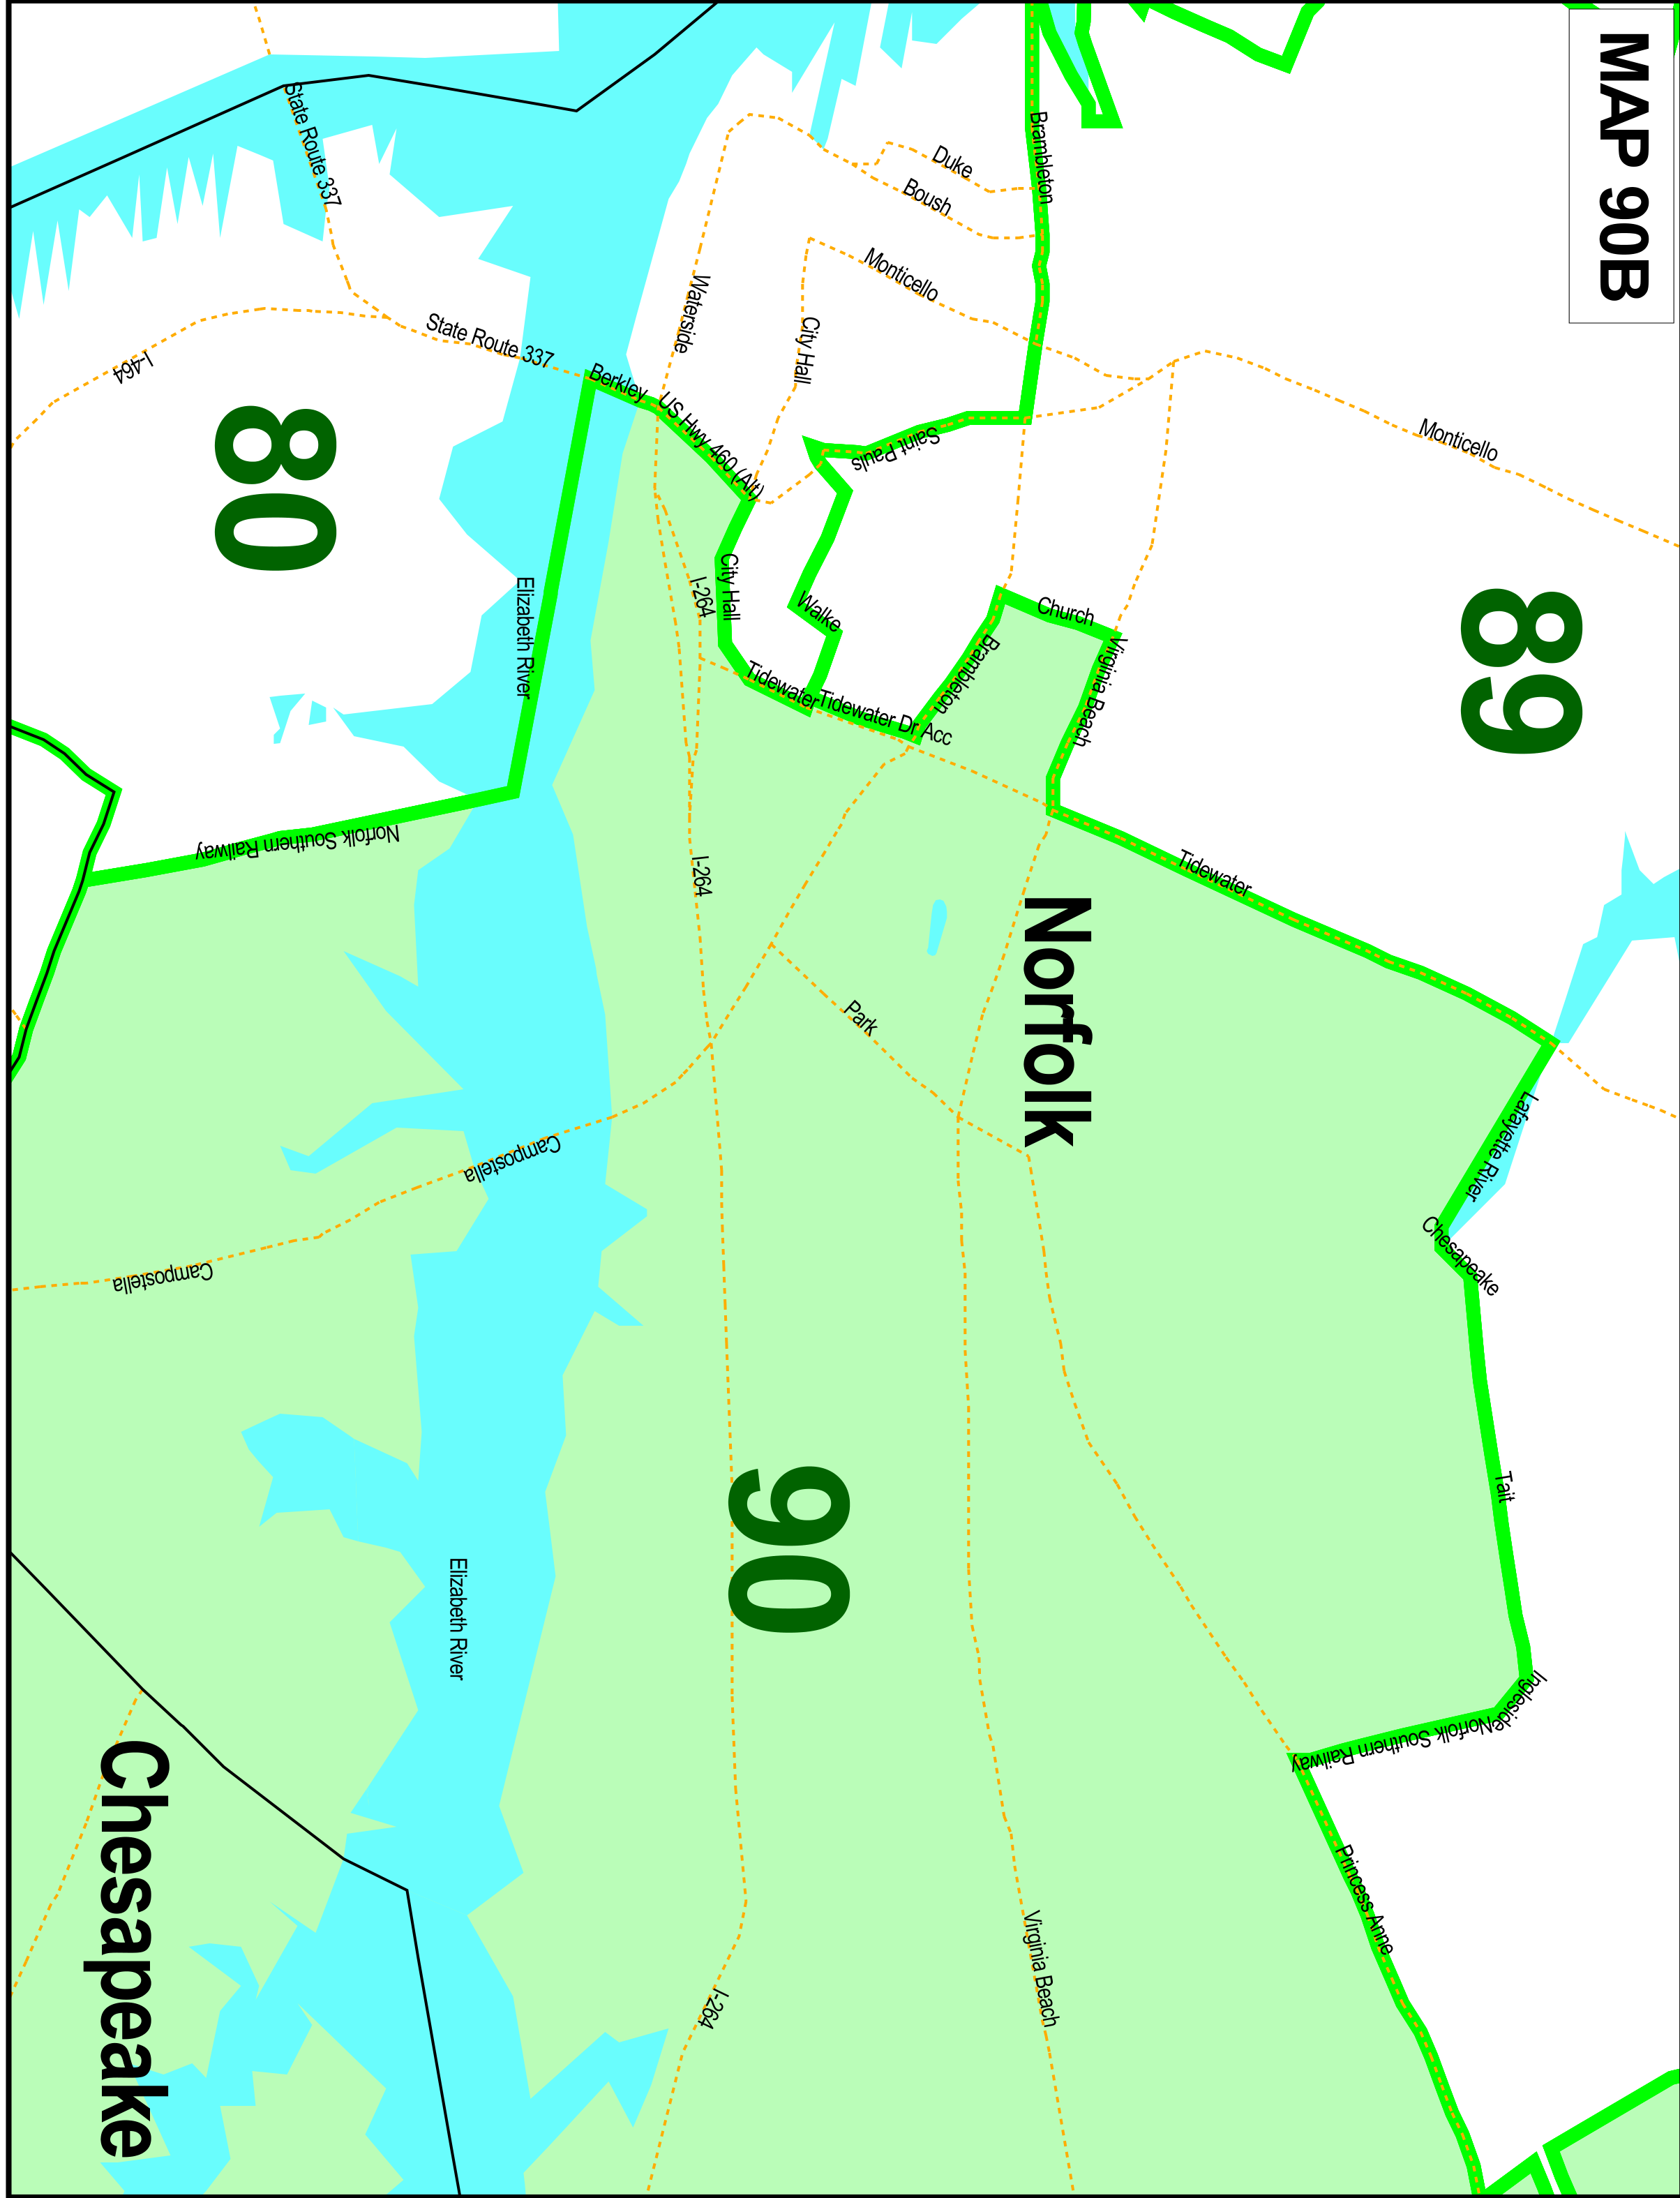 MAP 90B
Brambleton
Duke
Boush
Monticello
State Route 337
Waterside
City Hall
State Route 337
I-464
Berkley
US Hwy 460 (Alt)
Saint Pauls
Monticello
80
89
Elizabeth River
I-264
City Hall
Walke
Church
Virginia Beach
Brambleton
Tidewater
Tidewater Dr Acc
Norfolk Southern Railway
I-264
Tidewater
Norfolk
Park
Campostella
Campostella
Lafayette River
Chesapeake
Tait
90
Elizabeth River
Ingleside
Norfolk Southern Railway
Princess Anne
Virginia Beach
I-264
Chesapeake